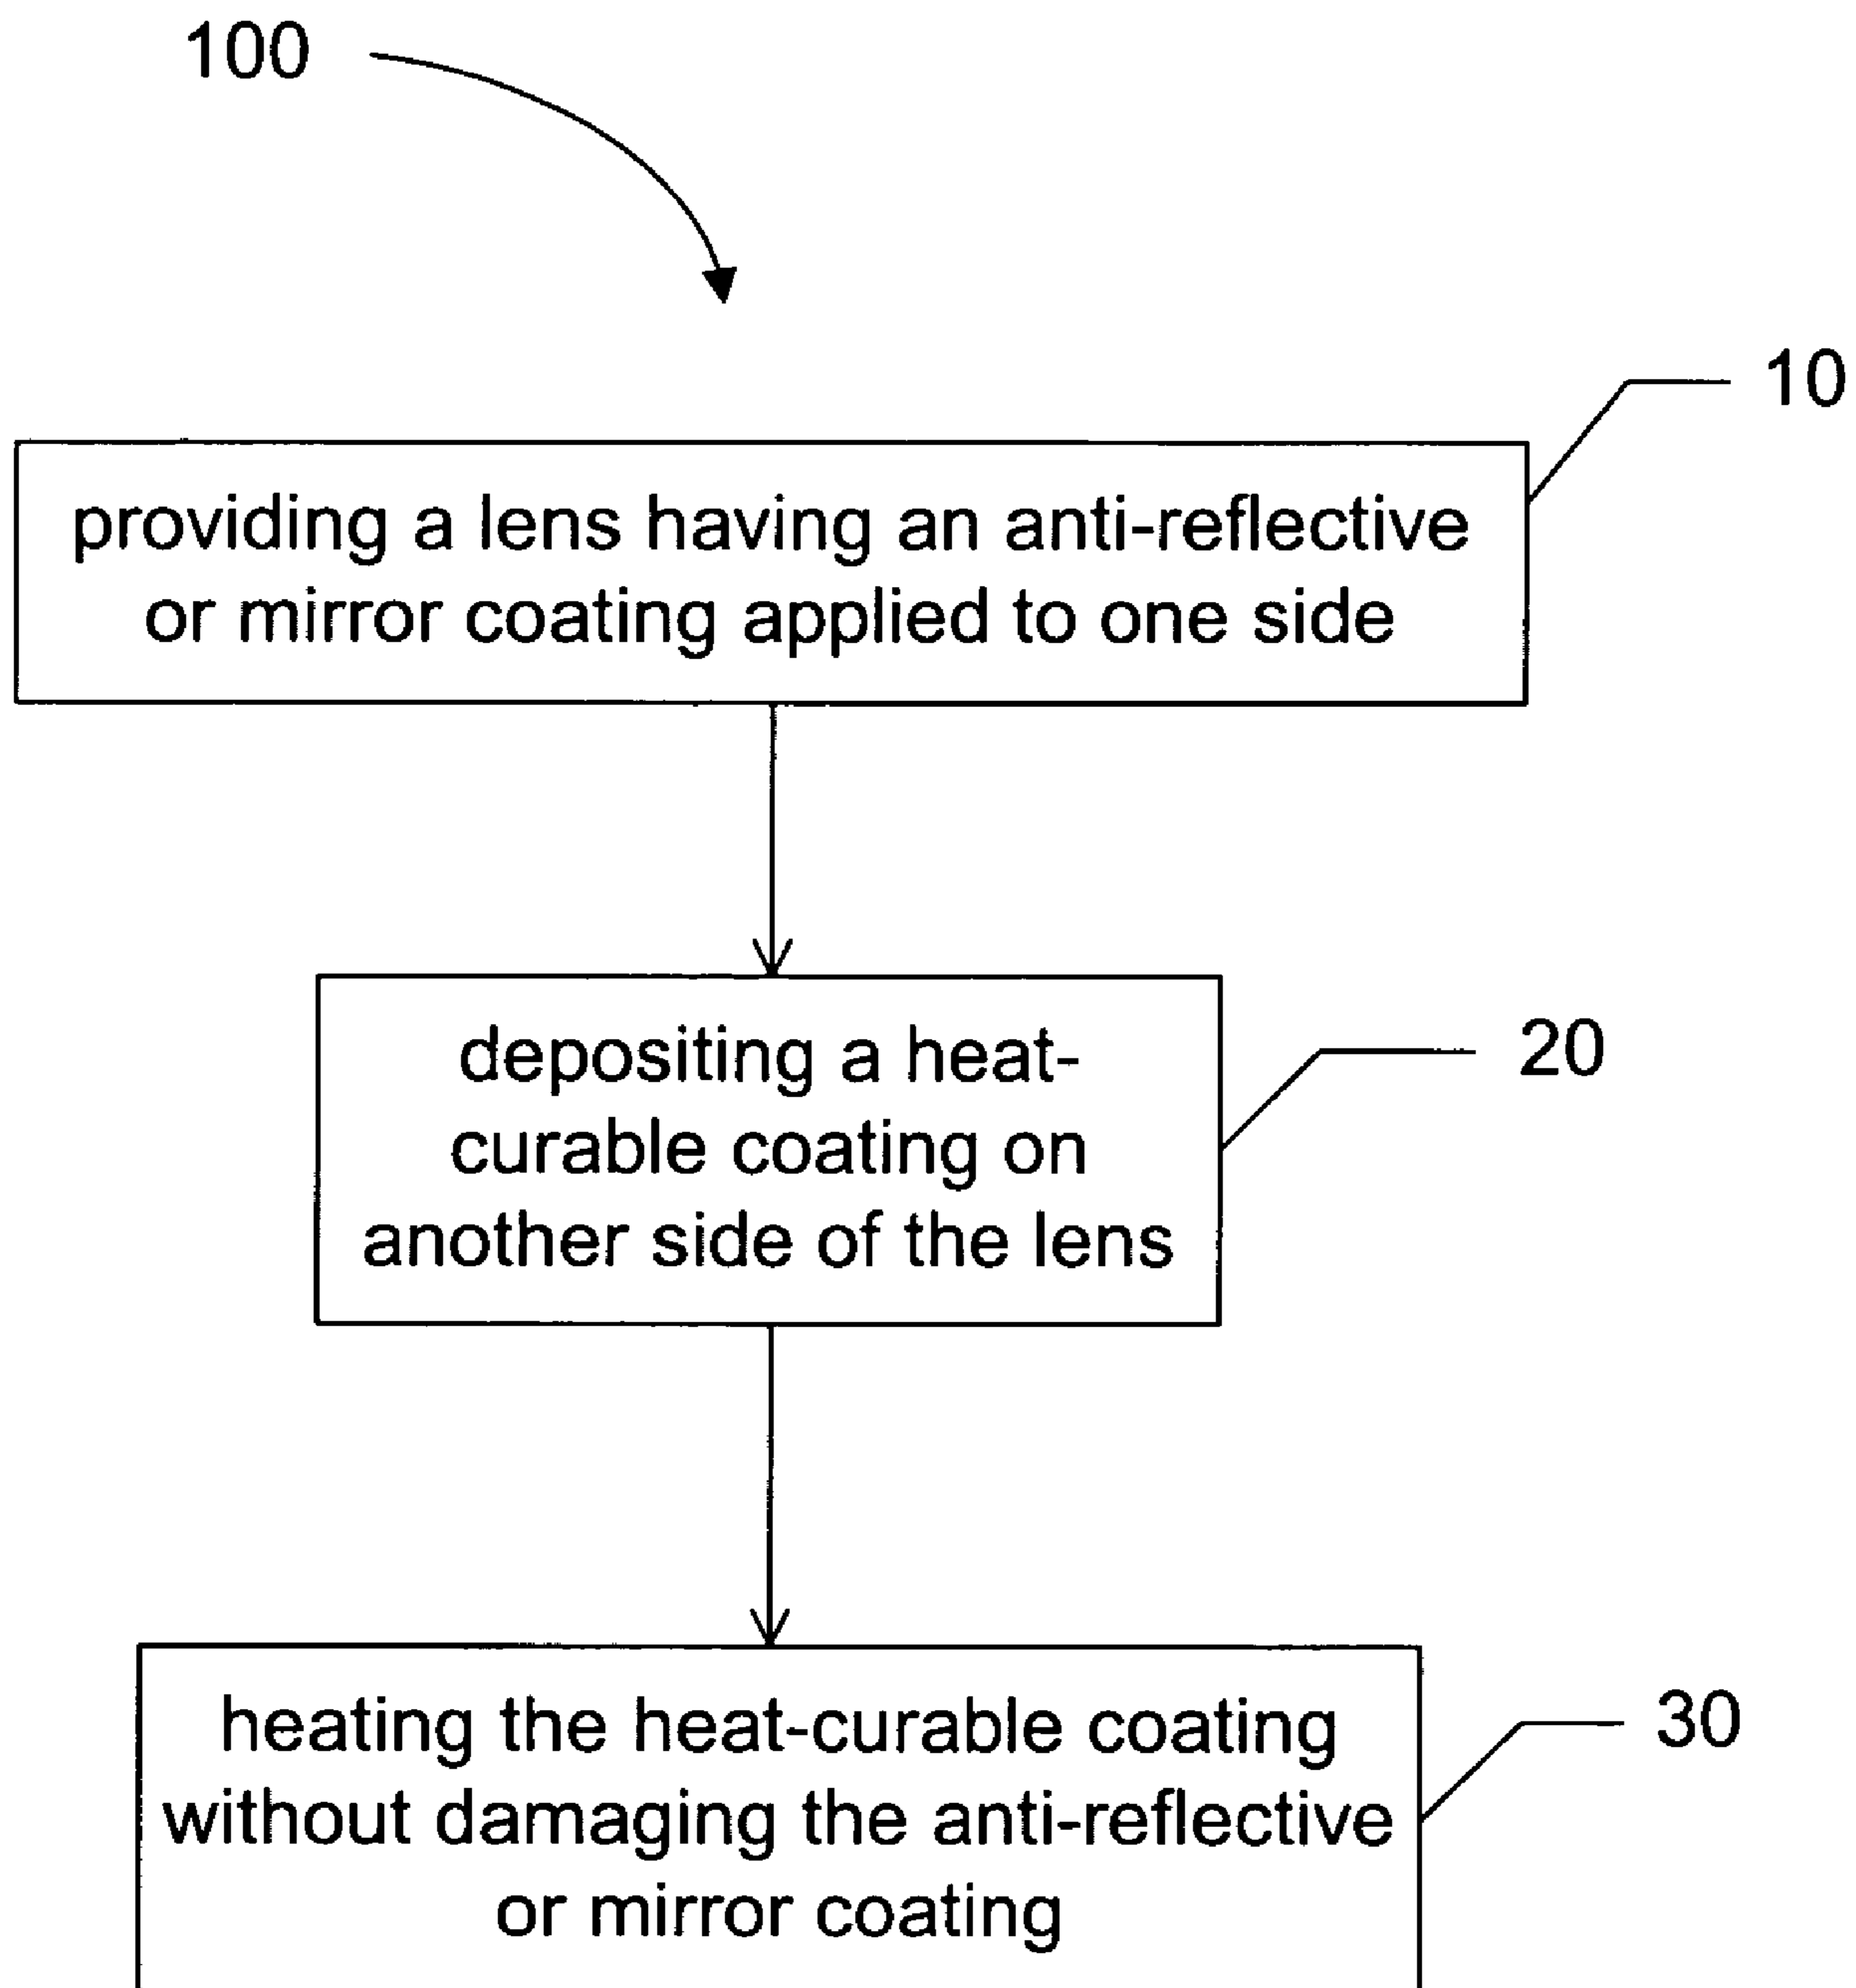 100
10
providing a lens having an anti-reflective
or mirror coating applied to one side
depositing a heat-
curable coating on
another side of the lens
20
heating the heat-curable coating
without damaging the anti-reflective
or mirror coating
30